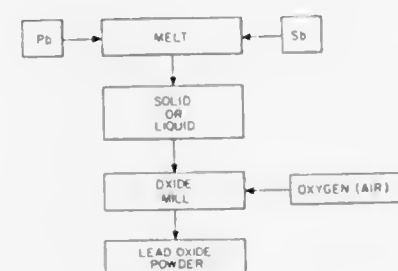 Pb
MELT
Sb
SOLID
OR
LIQUID
OXIDE
MILL
OXYGEN (AIR)
LEAD OXIDE
POWDER